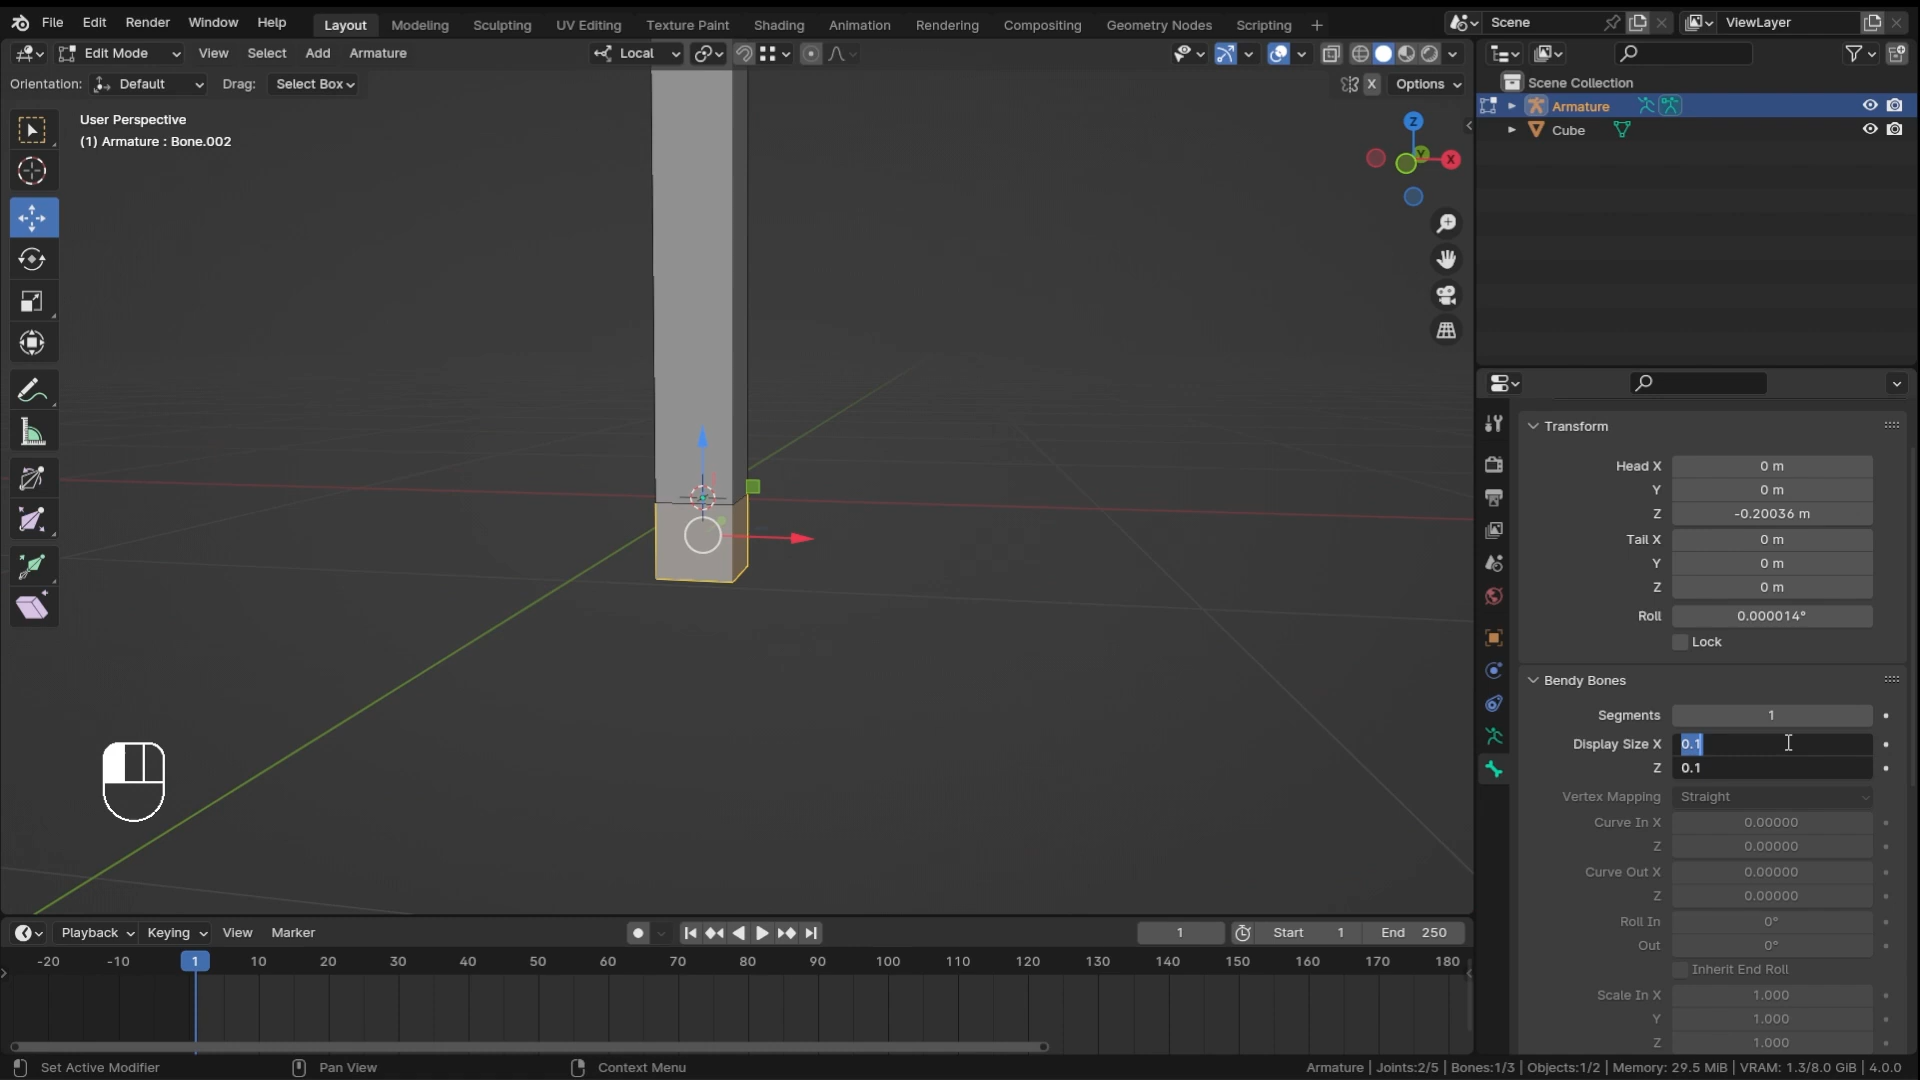 File Edit Render Window Help Layout Modeling Sculpting UV Editing Texture Paint Shading Animation Rendering Compositing Geometry Nodes Scripting + Scene ViewLayer
Edit Mode View Select Add Armature Local
Orientation: Default Drag: Select Box X Options
User Perspective
(1) Armature : Bone.002
Z
Y
X
Scene Collection
Armature
Cube
Transform
Head X 0 m
Y 0 m
Z -0.20036 m
Tail X 0 m
Y 0 m
Z 0 m
Roll 0.000014°
Lock
Bendy Bones
Segments 1
Display Size X 0.1
Z 0.1
Vertex Mapping Straight
Curve In X 0.00000
Z 0.00000
Curve Out X 0.00000
Z 0.00000
Roll In 0°
Out 0°
Inherit End Roll
Scale In X 1.000
Y 1.000
Z 1.000
Playback Keying View Marker 1 Start 1 End 250
-20 -10 1 10 20 30 40 50 60 70 80 90 100 110 120 130 140 150 160 170 180
Set Active Modifier Pan View Context Menu Armature | Joints:2/5 | Bones:1/3 | Objects:1/2 | Memory: 29.5 MiB | VRAM: 1.3/8.0 GiB | 4.0.0